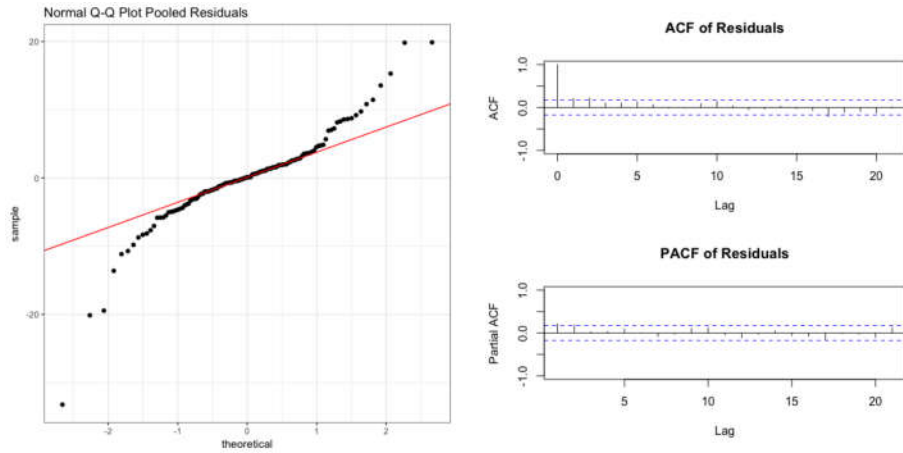 Normal Q-Q Plot Pooled Residuals
20
0
-20
sample
-2
-1
0
1
2
theoretical
ACF of Residuals
1.0
0.0
-1.0
ACF
0
5
10
15
20
Lag
PACF of Residuals
1.0
0.0
-1.0
Partial ACF
5
10
15
20
Lag